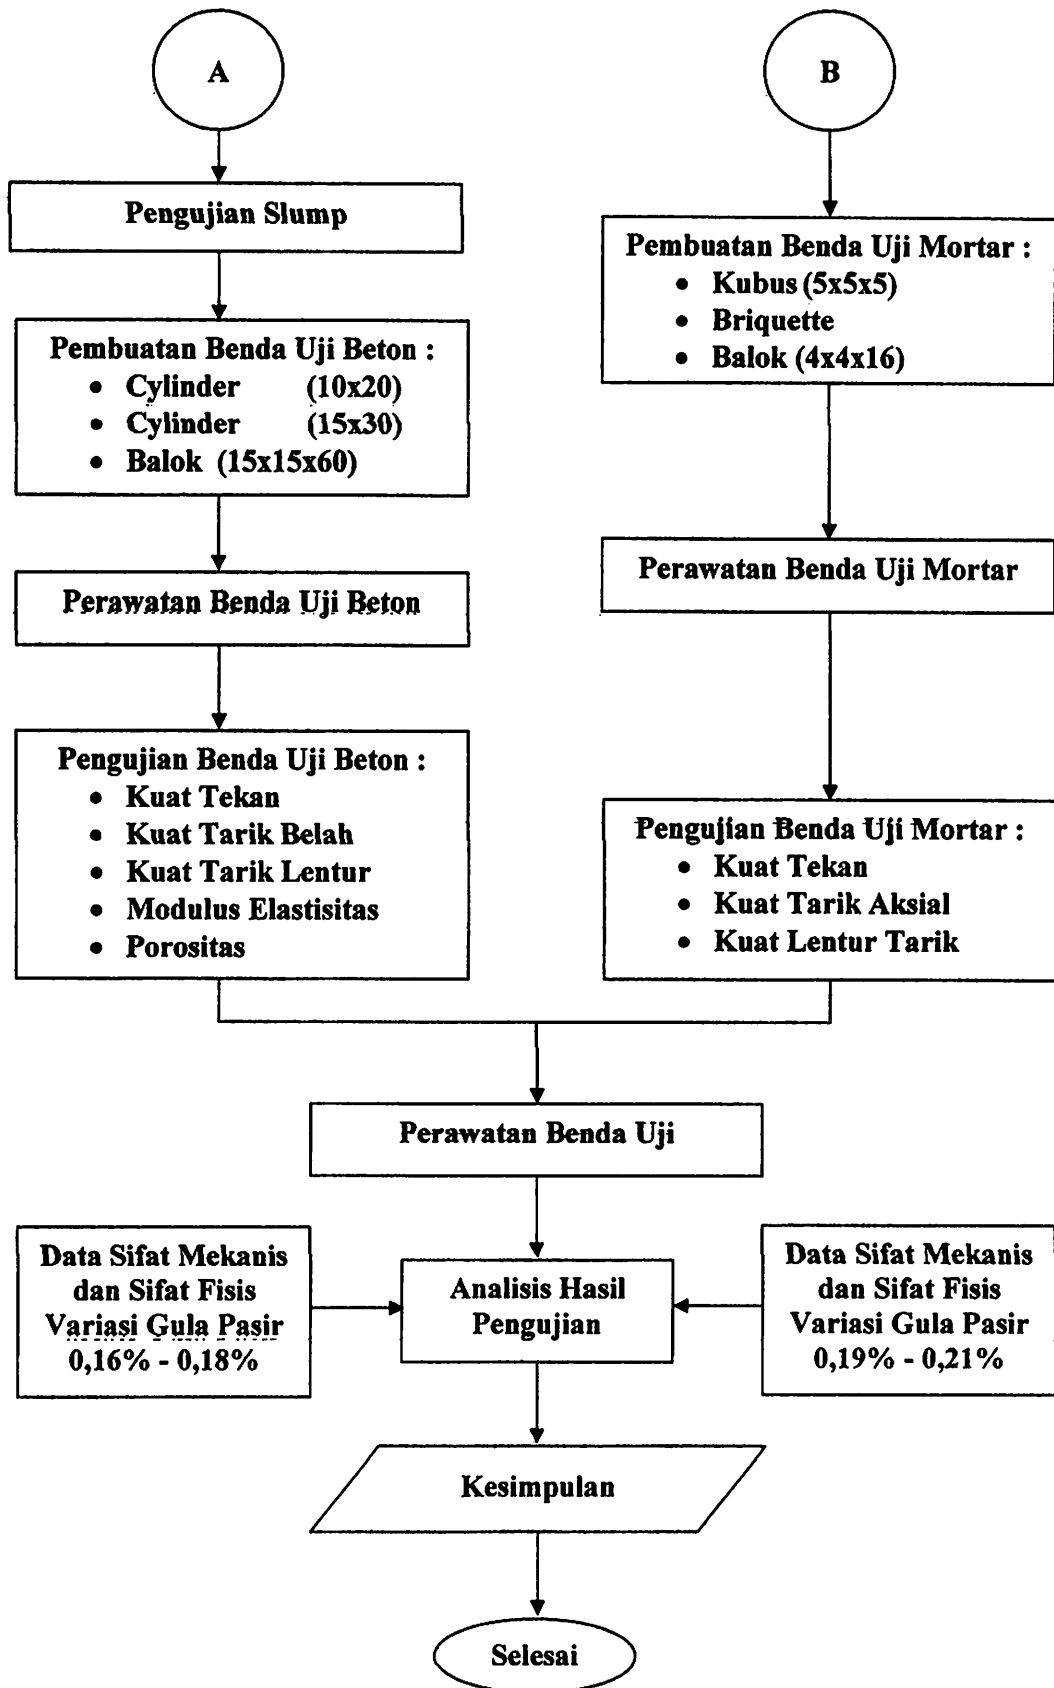 A
Pengujian Slump
Pembuatan Benda Uji Beton :
• Cylinder (10x20)
• Cylinder (15x30)
• Balok (15x15x60)
Perawatan Benda Uji Beton
Pengujian Benda Uji Beton :
• Kuat Tekan
• Kuat Tarik Belah
• Kuat Tarik Lentur
• Modulus Elastisitas
• Porositas
B
Pembuatan Benda Uji Mortar :
• Kubus (5x5x5)
• Briquette
• Balok (4x4x16)
Perawatan Benda Uji Mortar
Pengujian Benda Uji Mortar :
• Kuat Tekan
• Kuat Tarik Aksial
• Kuat Lentur Tarik
Perawatan Benda Uji
Data Sifat Mekanis
dan Sifat Fisis
Variasi Gula Pasir
0,16% - 0,18%
Analisis Hasil
Pengujian
Data Sifat Mekanis
dan Sifat Fisis
Variasi Gula Pasir
0,19% - 0,21%
Kesimpulan
Selesai